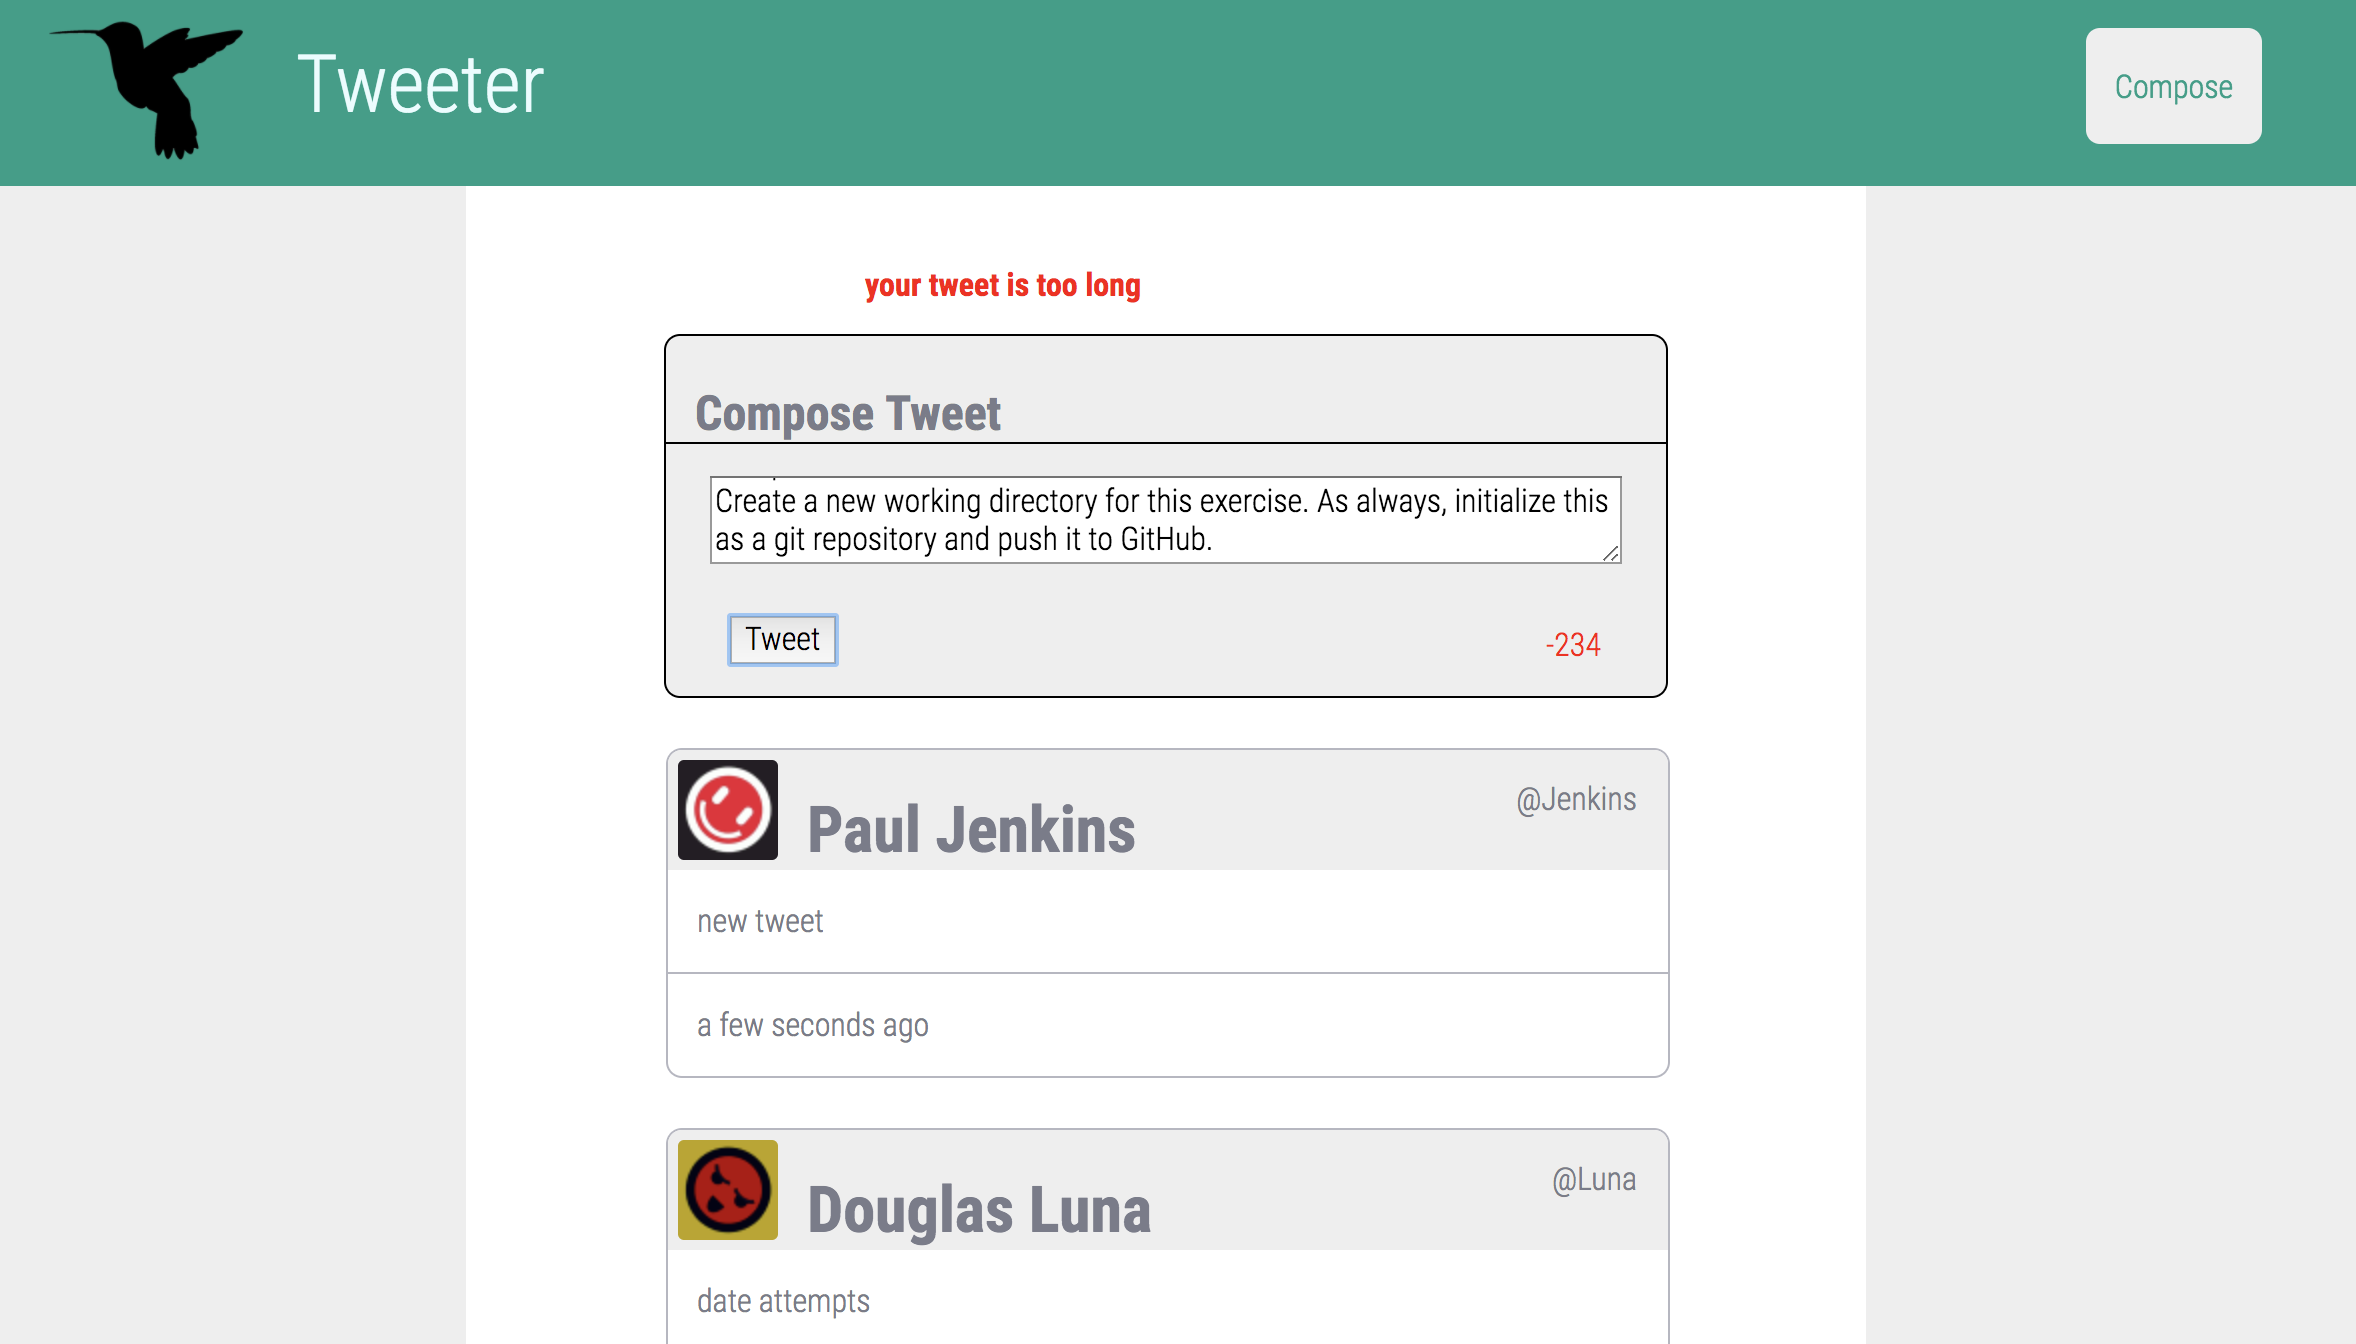 Tweeter
Compose
your tweet is too long
Compose Tweet
Create a new working directory for this exercise. As always, initialize this
as a git repository and push it to GitHub.
Tweet
-234
Paul Jenkins
@Jenkins
new tweet
a few seconds ago
Douglas Luna
@Luna
date attempts